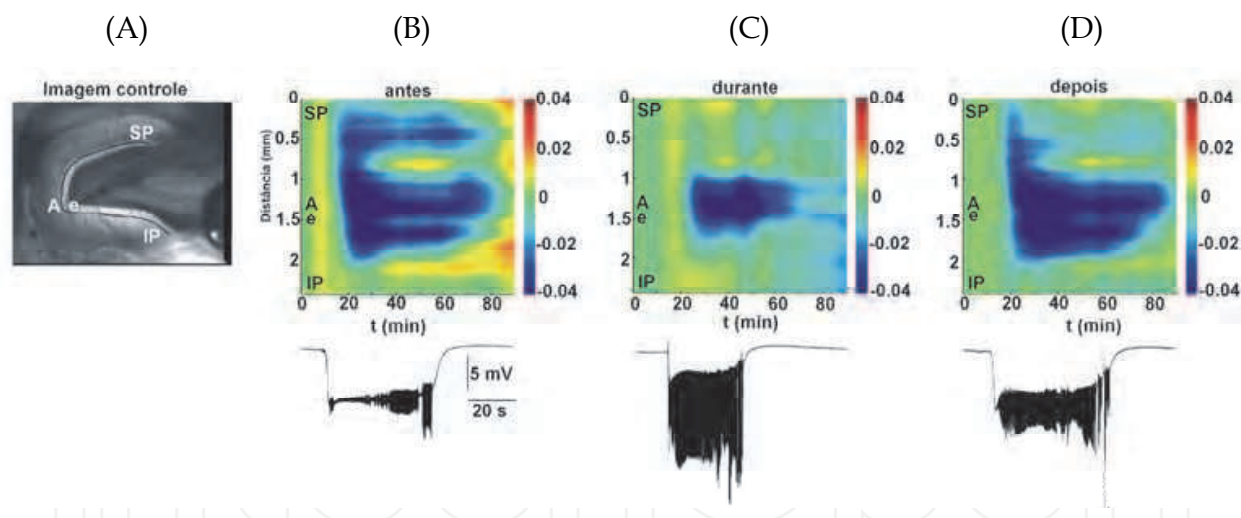 (A) (B) (C) (D)
Imagem controle
SP
A e
IP
antes
0 SP
0.5
1
A
e
1.5
2
IP
Distância (mm)
20 40 60 80
t (min)
0.04
0.02
0
-0.02
-0.04
5 mV
20 s
durante
0 SP
0.5
1
A
e
1.5
2
IP
20 40 60 80
t (min)
0.04
0.02
0
-0.02
-0.04
depois
0 SP
0.5
1
A
e
1.5
2
IP
20 40 60 80
t (min)
0.04
0.02
0
-0.02
-0.04